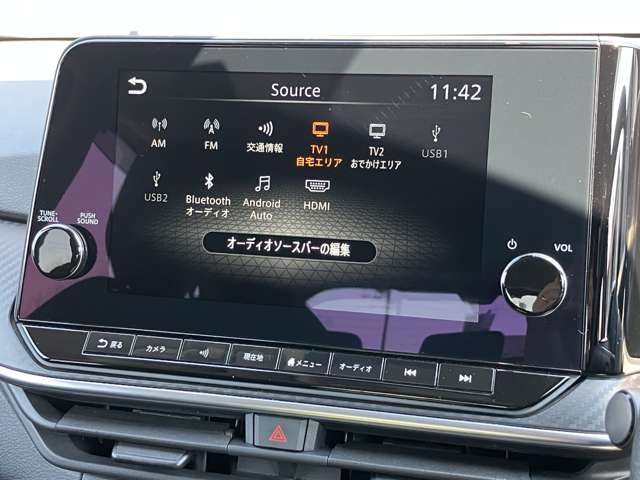 Source 11:42
AM FM 交通情報 TV1 TV2 USB1
自宅エリア おでかけエリア
USB2 Bluetooth Android HDMI
オーディオ Auto
オーディオソースバーの編集
TUNE・ PUSH
SCROLL SOUND
VOL
戻る カメラ 現在地 メニュー オーディオ